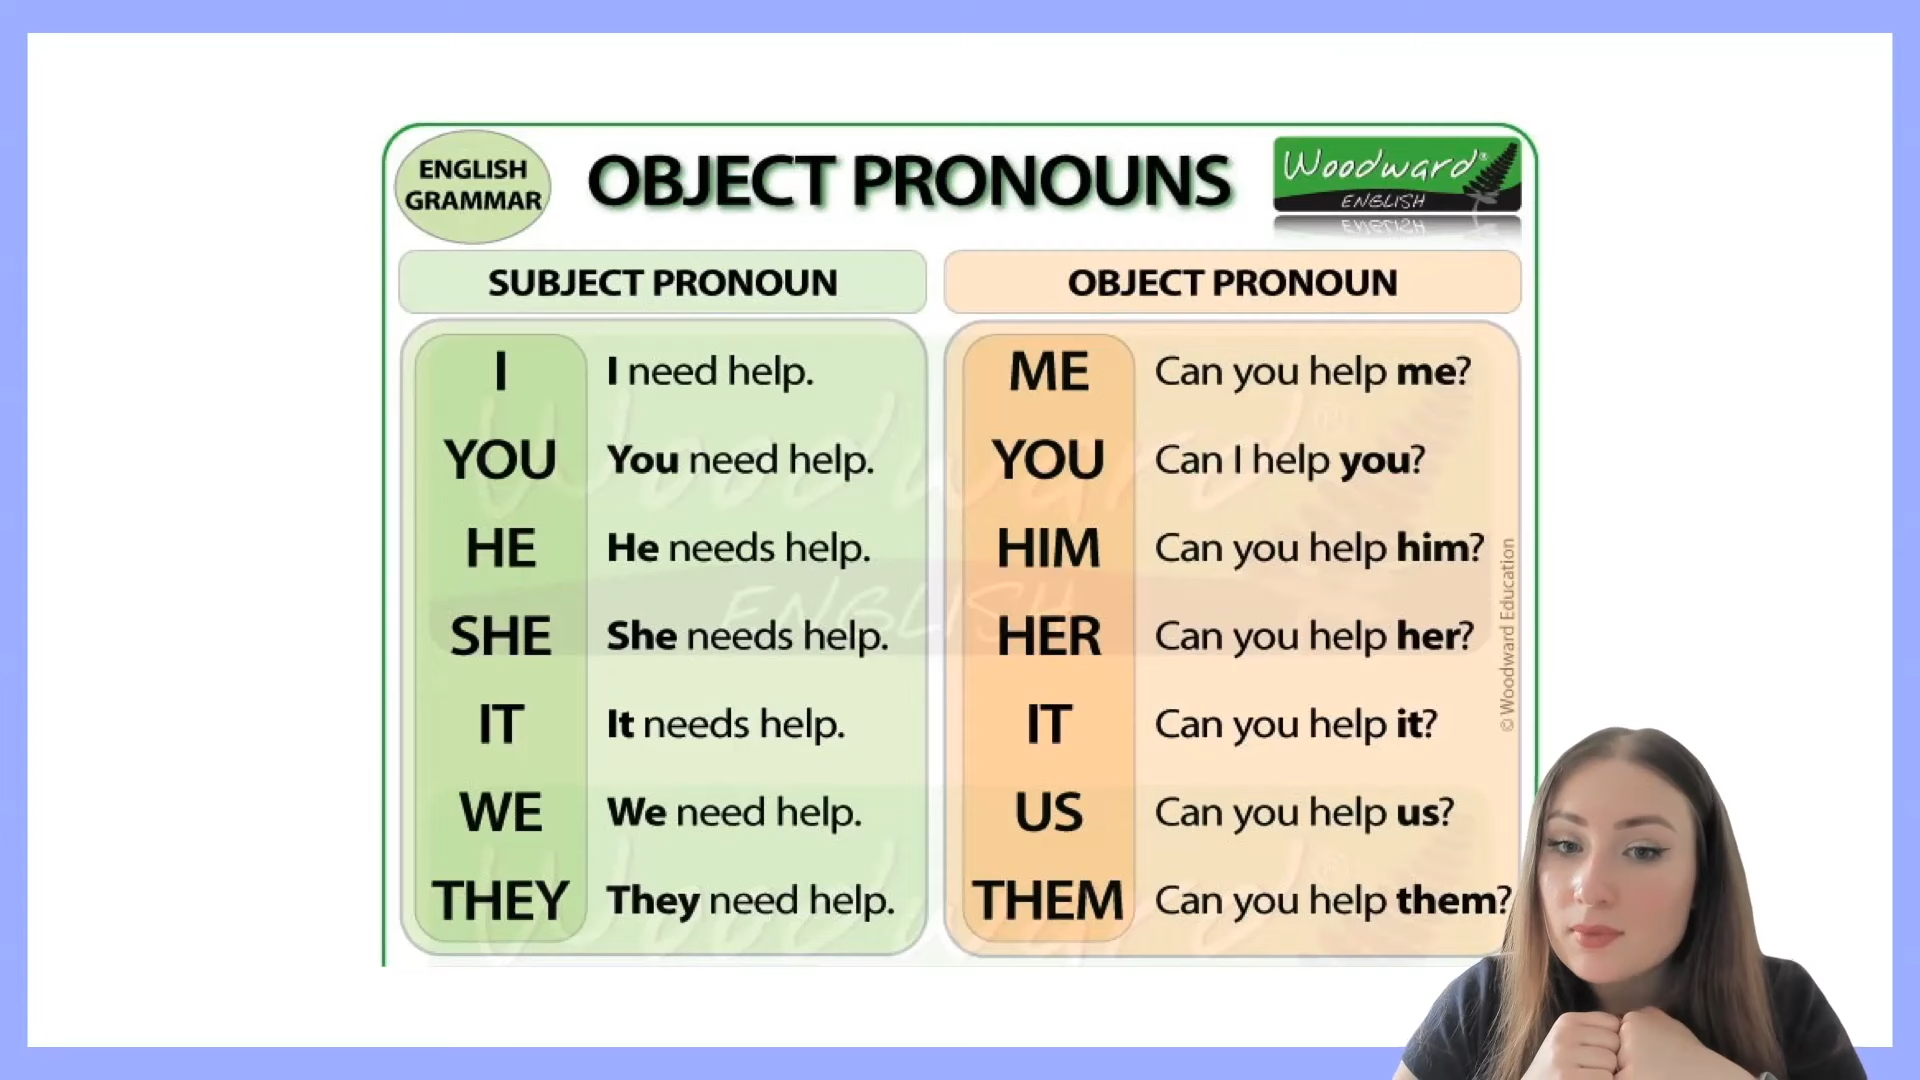 ENGLISH
GRAMMAR
OBJECT PRONOUNS
Woodward®
ENGLISH
SUBJECT PRONOUN
OBJECT PRONOUN
I I need help. ME Can you help me?
YOU You need help. YOU Can I help you?
HE He needs help. HIM Can you help him?
SHE She needs help. HER Can you help her?
IT It needs help. IT Can you help it?
WE We need help. US Can you help us?
THEY They need help. THEM Can you help them?
© Woodward Education
Woodward®
ENGLISH
Woodward®